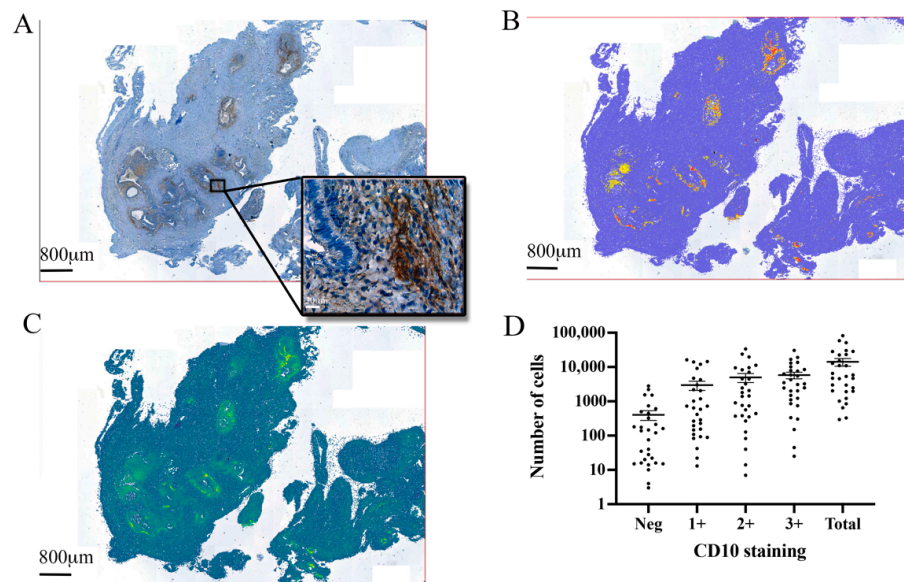 A
800μm
B
800μm
C
800μm
D
100,000
10,000
1000
100
10
1
Number of cells
Neg 1+ 2+ 3+ Total
CD10 staining